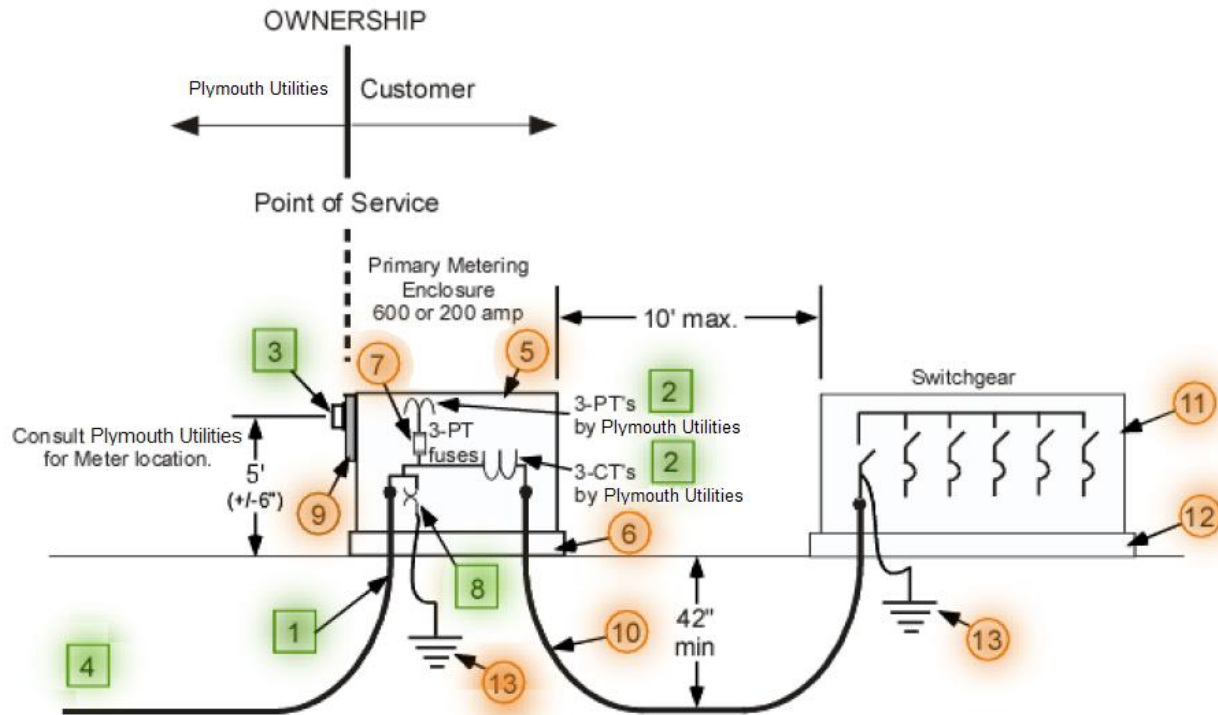 OWNERSHIP
Plymouth Utilities
Customer
Point of Service
Primary Metering
Enclosure
600 or 200 amp
10' max.
3
7
5
Switchgear
3-PT's
2
by Plymouth Utilities
11
Consult Plymouth Utilities
for Meter location.
3-PT
fuses
2
3-CT's
by Plymouth Utilities
5'
(+/-6")
9
6
12
8
1
42"
min
10
13
4
13